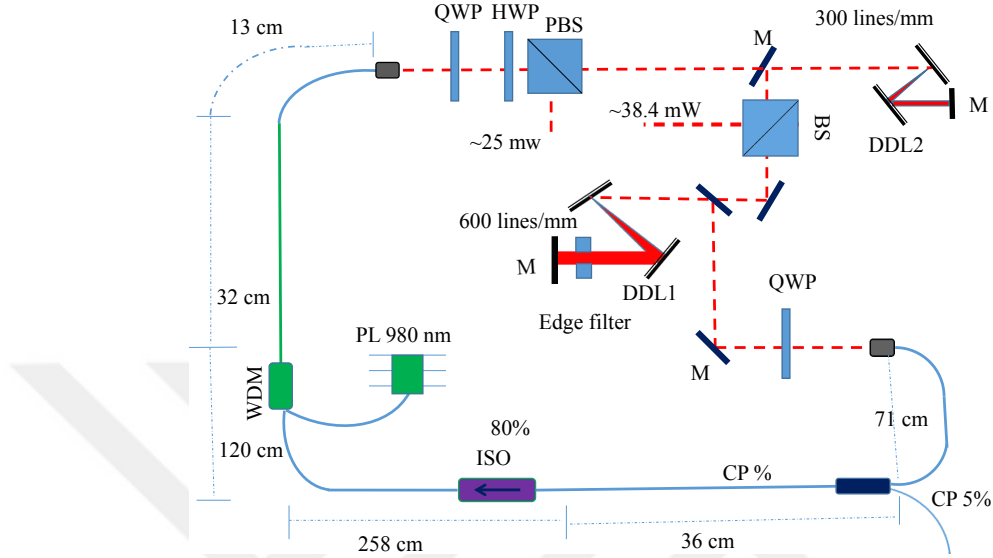 13 cm
QWP HWP
PBS
M
300 lines/mm
~25 mw
~38.4 mW
BS
M
DDL2
600 lines/mm
M
DDL1
QWP
Edge filter
32 cm
PL 980 nm
M
WDM
71 cm
120 cm
80%
ISO
CP %
CP 5%
258 cm
36 cm